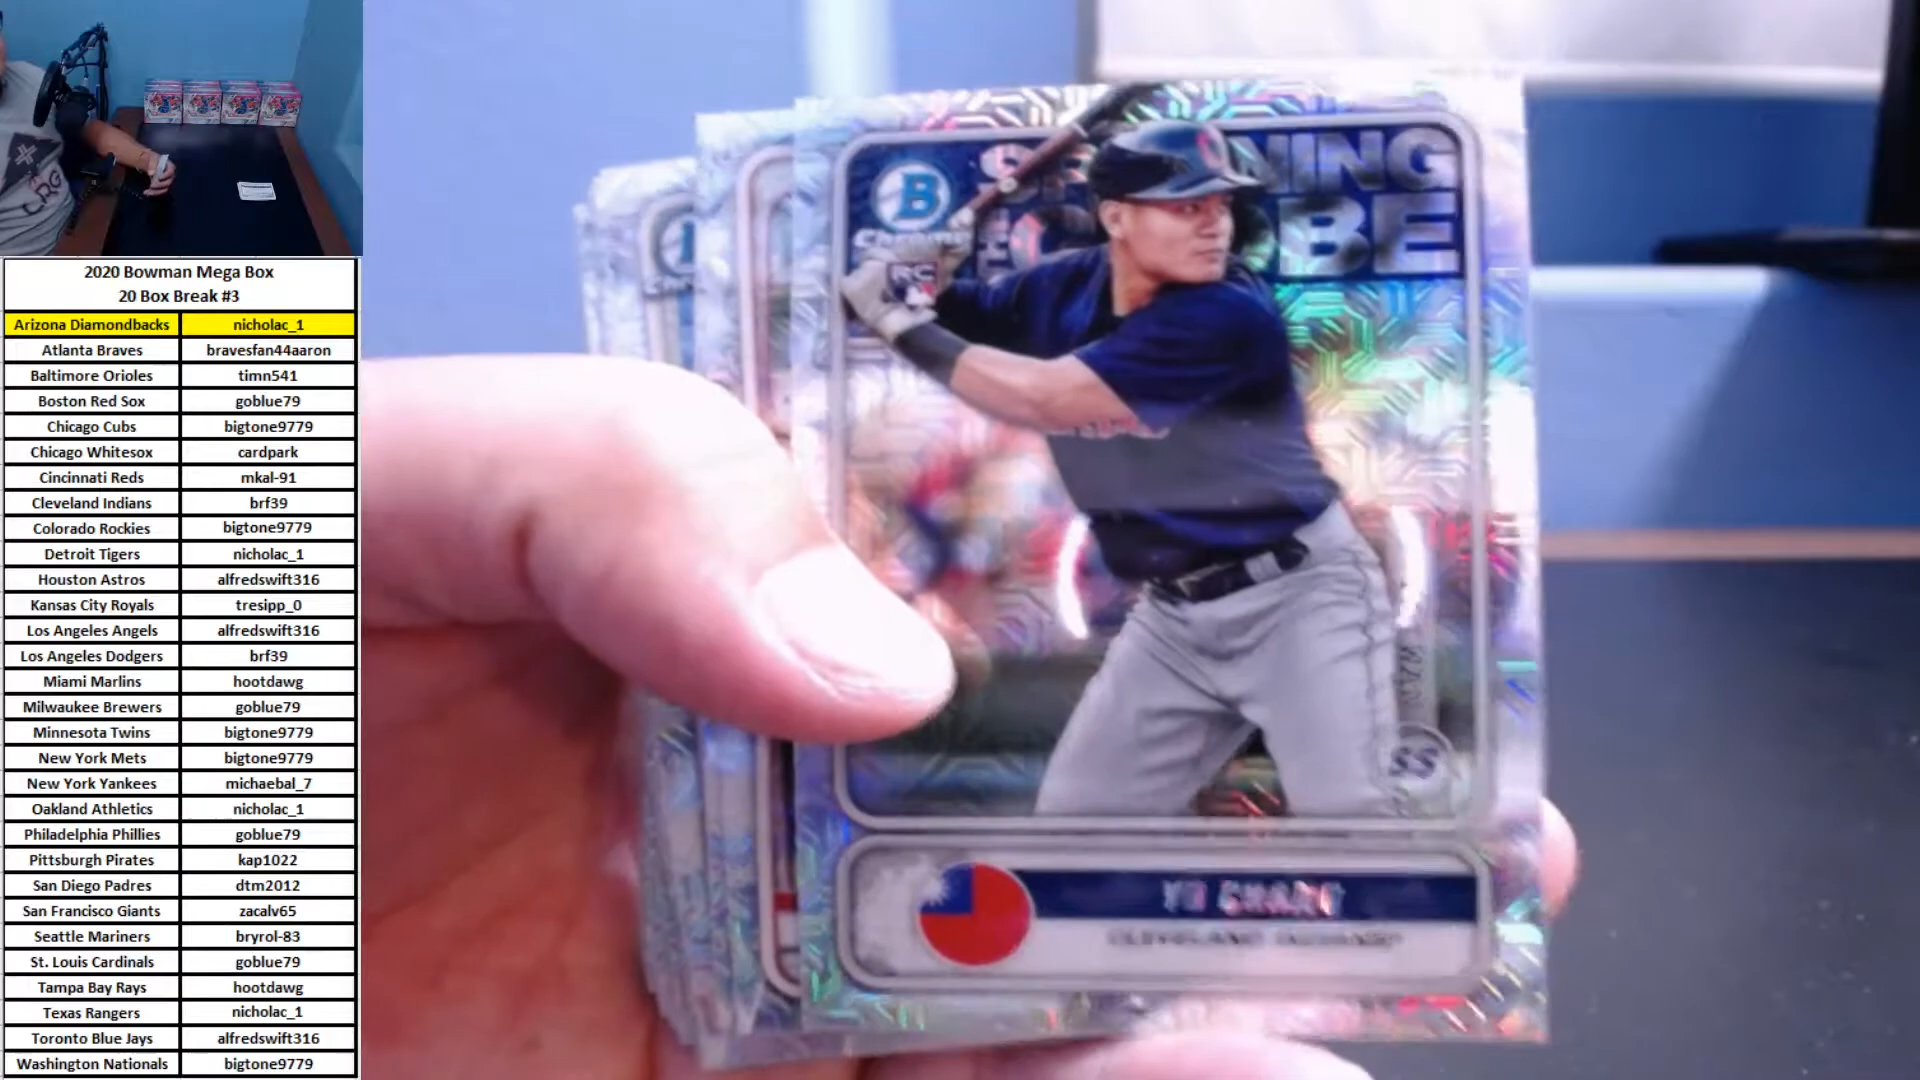 2020 Bowman Mega Box
20 Box Break #3
Arizona Diamondbacks nicholac_1
Atlanta Braves bravesfan44aaron
Baltimore Orioles timn541
Boston Red Sox goblue79
Chicago Cubs bigtone9779
Chicago Whitesox cardpark
Cincinnati Reds mkal-91
Cleveland Indians brf39
Colorado Rockies bigtone9779
Detroit Tigers nicholac_1
Houston Astros alfredswift316
Kansas City Royals tresipp_0
Los Angeles Angels alfredswift316
Los Angeles Dodgers brf39
Miami Marlins hootdawg
Milwaukee Brewers goblue79
Minnesota Twins bigtone9779
New York Mets bigtone9779
New York Yankees michaebal_7
Oakland Athletics nicholac_1
Philadelphia Phillies goblue79
Pittsburgh Pirates kap1022
San Diego Padres dtm2012
San Francisco Giants zacalv65
Seattle Mariners bryrol-83
St. Louis Cardinals goblue79
Tampa Bay Rays hootdawg
Texas Rangers nicholac_1
Toronto Blue Jays alfredswift316
Washington Nationals bigtone9779
B
Chrome
RC
YU CHANG
CLEVELAND INDIANS
SS